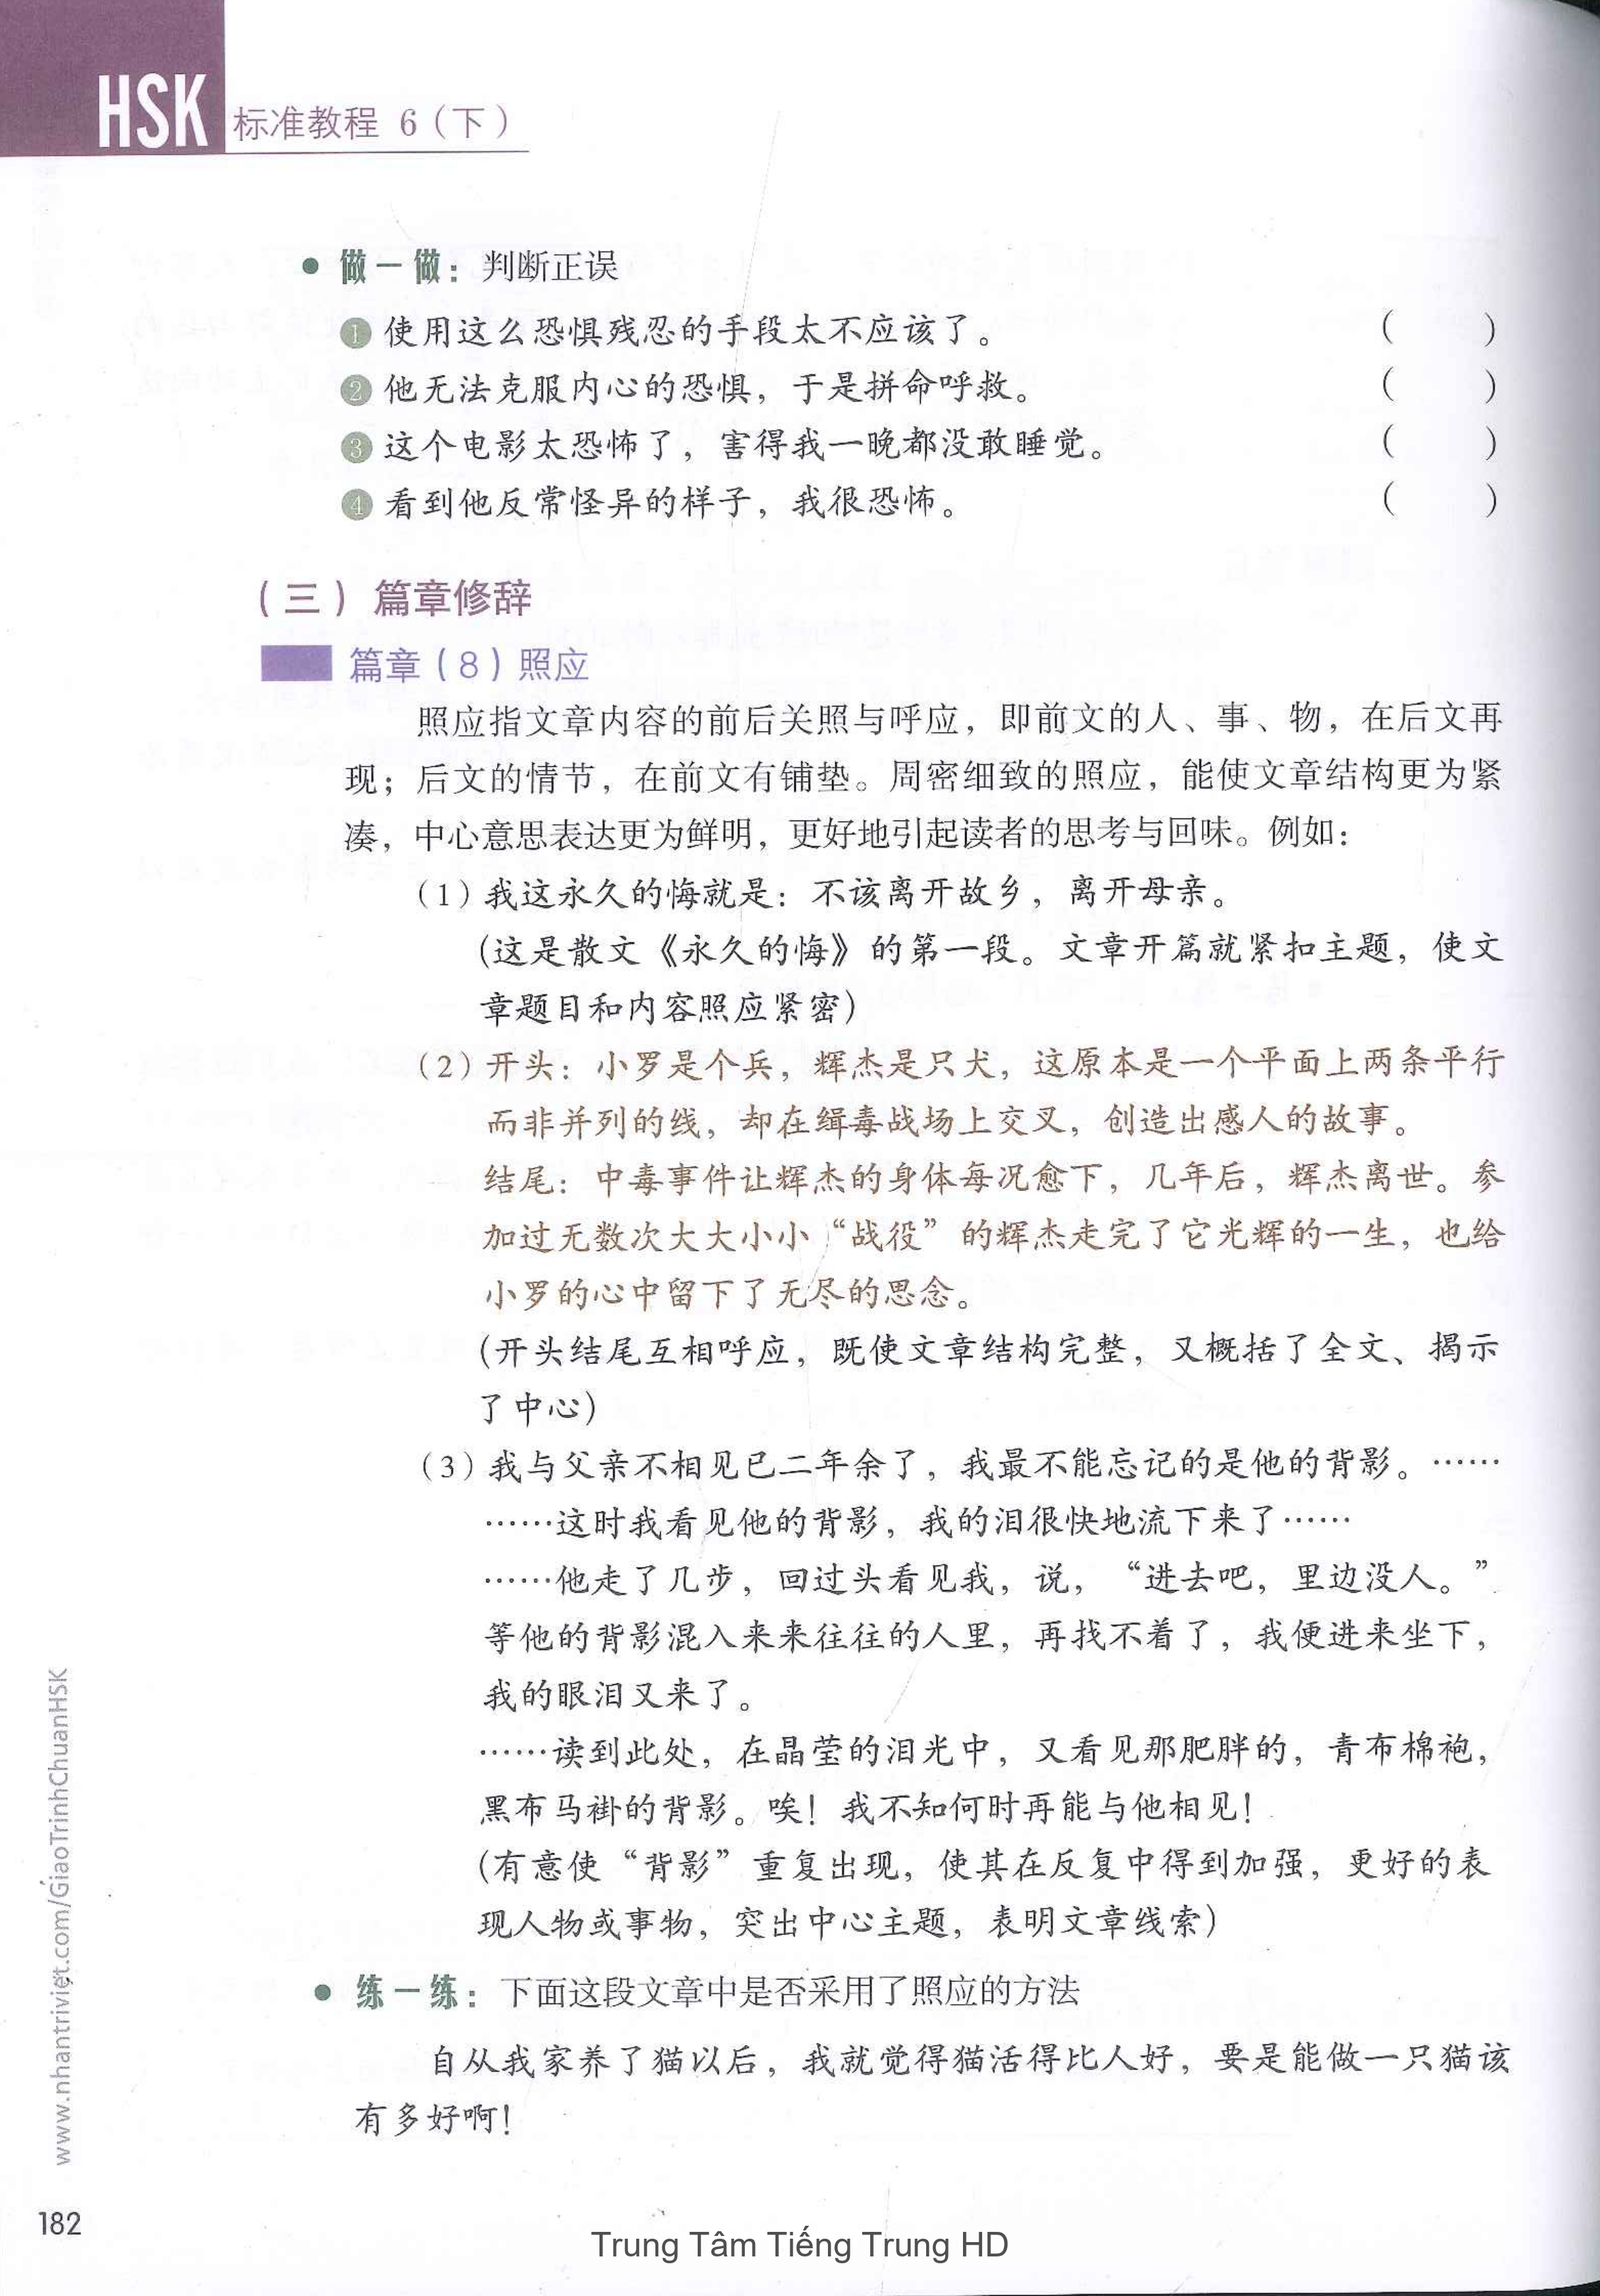 HSK 标准教程 6（下）
• 做一做：判断正误
1 使用这么恐惧残忍的手段太不应该了。 （ ）
2 他无法克服内心的恐惧，于是拼命呼救。 （ ）
3 这个电影太恐怖了，害得我一晚都没敢睡觉。 （ ）
4 看到他反常怪异的样子，我很恐怖。 （ ）
（三）篇章修辞
篇章（8）照应
照应指文章内容的前后关照与呼应，即前文的人、事、物，在后文再
现；后文的情节，在前文有铺垫。周密细致的照应，能使文章结构更为紧
凑，中心意思表达更为鲜明，更好地引起读者的思考与回味。例如：
（1）我这永久的悔就是：不该离开故乡，离开母亲。
（这是散文《永久的悔》的第一段。文章开篇就紧扣主题，使文
章题目和内容照应紧密）
（2）开头：小罗是个兵，辉杰是只犬，这原本是一个平面上两条平行
而非并列的线，却在缉毒战场上交叉，创造出感人的故事。
结尾：中毒事件让辉杰的身体每况愈下，几年后，辉杰离世。参
加过无数次大大小小“战役”的辉杰走完了它光辉的一生，也给
小罗的心中留下了无尽的思念。
（开头结尾互相呼应，既使文章结构完整，又概括了全文、揭示
了中心）
（3）我与父亲不相见已二年余了，我最不能忘记的是他的背影。……
……这时我看见他的背影，我的泪很快地流下来了……
……他走了几步，回过头看见我，说，“进去吧，里边没人。”
等他的背影混入来来往往的人里，再找不着了，我便进来坐下，
我的眼泪又来了。
……读到此处，在晶莹的泪光中，又看见那肥胖的，青布棉袍，
黑布马褂的背影。唉！我不知何时再能与他相见！
（有意使“背影”重复出现，使其在反复中得到加强，更好的表
现人物或事物，突出中心主题，表明文章线索）
• 练一练：下面这段文章中是否采用了照应的方法
自从我家养了猫以后，我就觉得猫活得比人好，要是能做一只猫该
有多好啊！
www.nhantriviet.com/GiaoTrinhChuanHSK
182
Trung Tâm Tiếng Trung HD